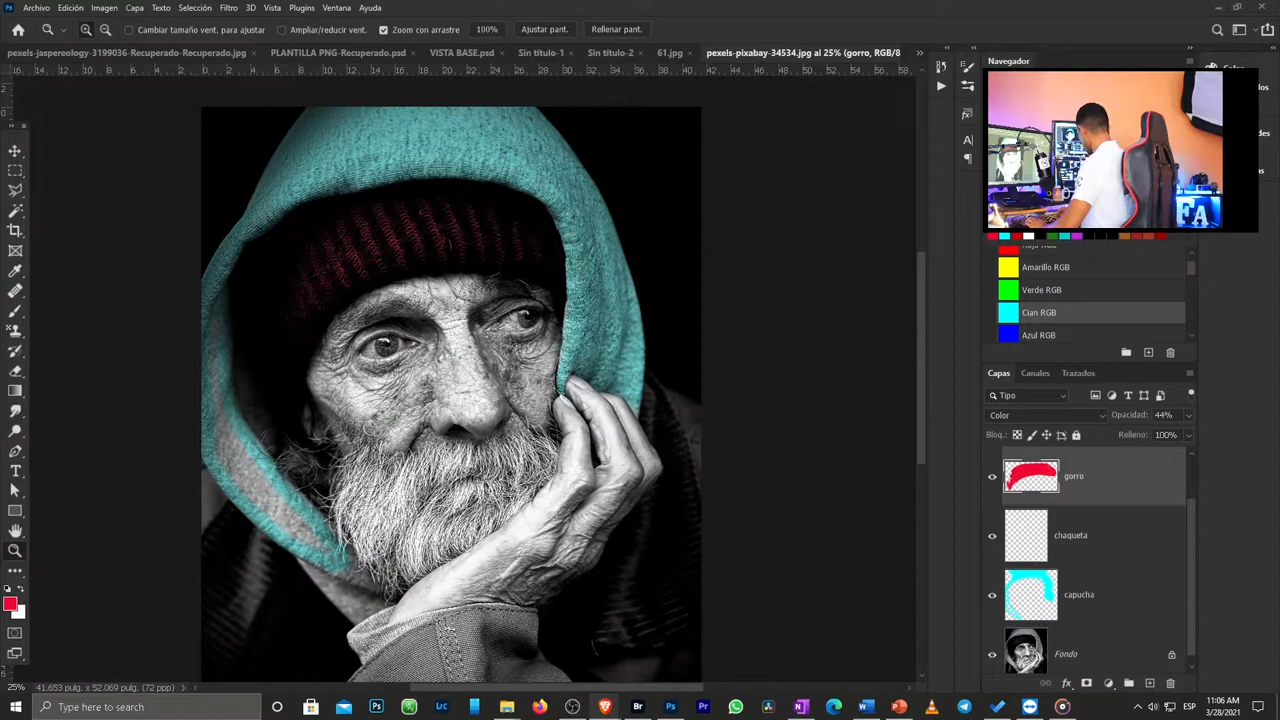 Archivo Edición Imagen Capa Texto Selección Filtro 3D Vista Plugins Ventana Ayuda
Cambiar tamaño vent. para ajustar Ampliar/reducir vent. Zoom con arrastre 100% Ajustar pant. Rellenar pant.
pexels-jaspereology-3199036-Recuperado-Recuperado.jpg PLANTILLA PNG-Recuperado.psd VISTA BASE.psd Sin título-1 Sin título-2 61.jpg pexels-pixabay-34534.jpg al 25% (gorro, RGB/8
Navegador
FA
Amarillo RGB
Verde RGB
Cian RGB
Azul RGB
Capas Canales Trazados
Tipo
Color Opacidad: 44%
Bloq.: Relleno: 100%
gorro
chaqueta
capucha
Fondo
25% 41.653 pulg. x 52.069 pulg. (72 ppp)
Type here to search
ESP
11:06 AM
3/28/2021